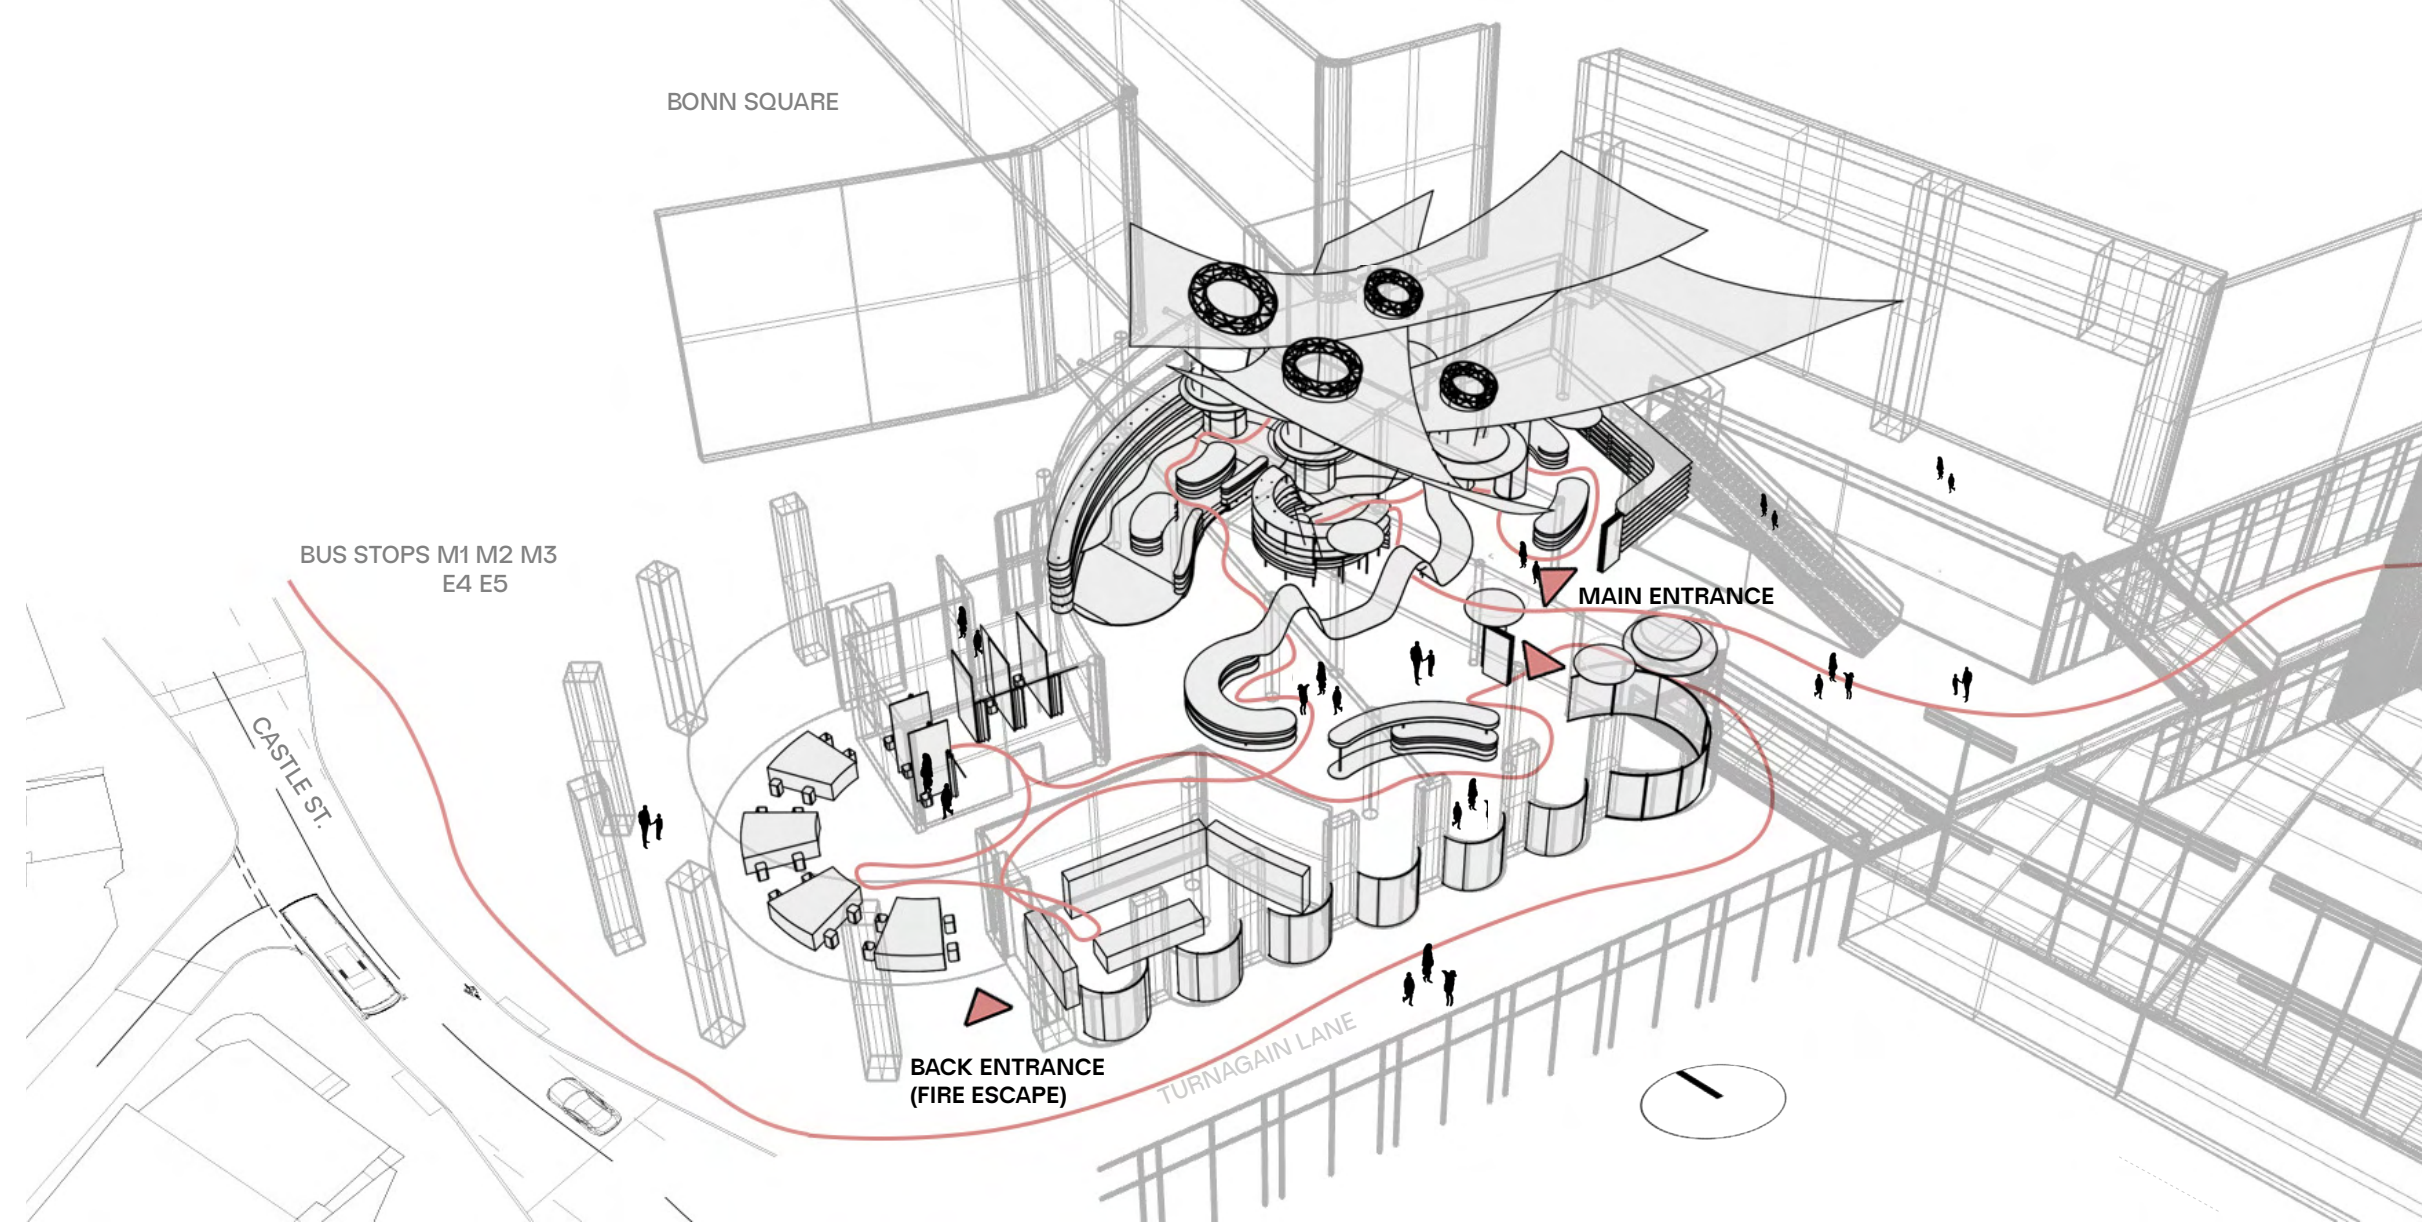 BONN SQUARE
BUS STOPS M1 M2 M3
E4 E5
MAIN ENTRANCE
CASTLE ST.
BACK ENTRANCE
(FIRE ESCAPE)
TURNAGAIN LANE